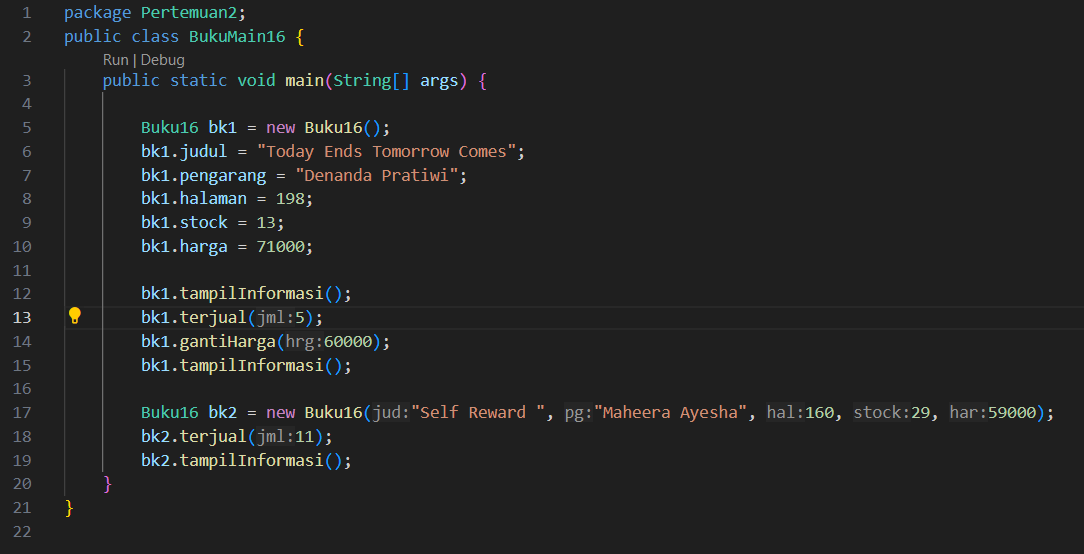 1 package Pertemuan2;
2 public class BukuMain16 {
Run | Debug
3 public static void main(String[] args) {
4
5 Buku16 bk1 = new Buku16();
6 bk1.judul = "Today Ends Tomorrow Comes";
7 bk1.pengarang = "Denanda Pratiwi";
8 bk1.halaman = 198;
9 bk1.stock = 13;
10 bk1.harga = 71000;
11
12 bk1.tampilInformasi();
13 bk1.terjual(jml:5);
14 bk1.gantiHarga(hrg:60000);
15 bk1.tampilInformasi();
16
17 Buku16 bk2 = new Buku16(jud:"Self Reward ", pg:"Maheera Ayesha", hal:160, stock:29, har:59000);
18 bk2.terjual(jml:11);
19 bk2.tampilInformasi();
20 }
21 }
22